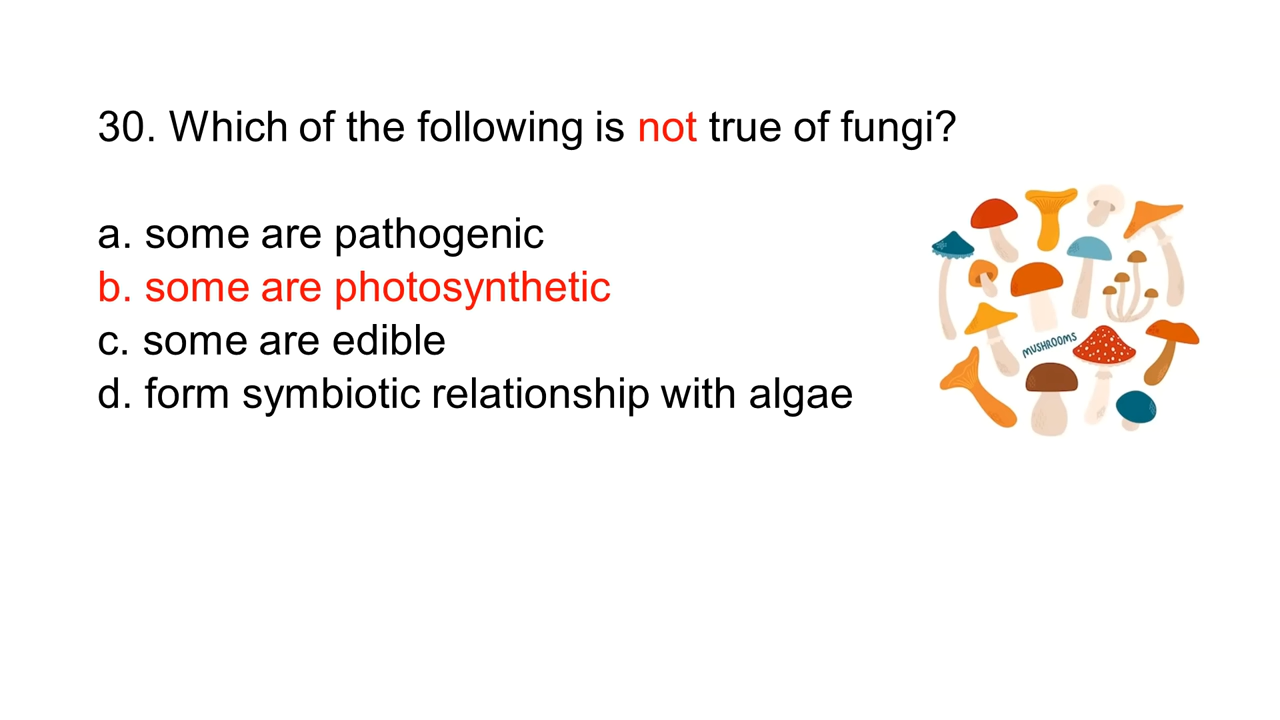 30. Which of the following is not true of fungi?
a. some are pathogenic
b. some are photosynthetic
c. some are edible
d. form symbiotic relationship with algae
MUSHROOMS